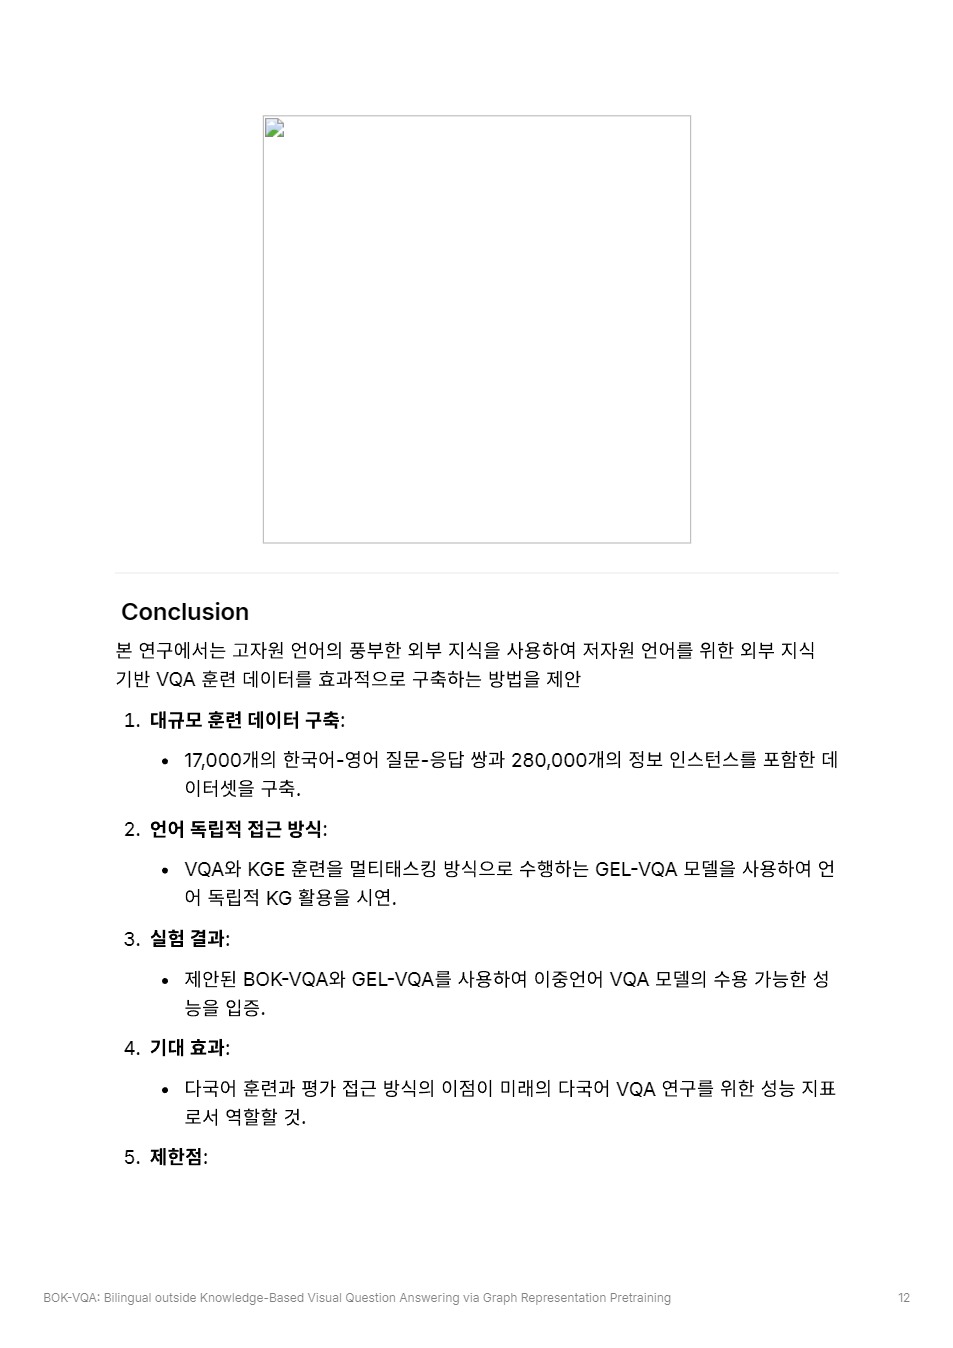 Conclusion
본 연구에서는 고자원 언어의 풍부한 외부 지식을 사용하여 저자원 언어를 위한 외부 지식
기반 VQA 훈련 데이터를 효과적으로 구축하는 방법을 제안
1. 대규모 훈련 데이터 구축:
• 17,000개의 한국어-영어 질문-응답 쌍과 280,000개의 정보 인스턴스를 포함한 데
이터셋을 구축.
2. 언어 독립적 접근 방식:
• VQA와 KGE 훈련을 멀티태스킹 방식으로 수행하는 GEL-VQA 모델을 사용하여 언
어 독립적 KG 활용을 시연.
3. 실험 결과:
• 제안된 BOK-VQA와 GEL-VQA를 사용하여 이중언어 VQA 모델의 수용 가능한 성
능을 입증.
4. 기대 효과:
• 다국어 훈련과 평가 접근 방식의 이점이 미래의 다국어 VQA 연구를 위한 성능 지표
로서 역할할 것.
5. 제한점:
BOK-VQA: Bilingual outside Knowledge-Based Visual Question Answering via Graph Representation Pretraining 12